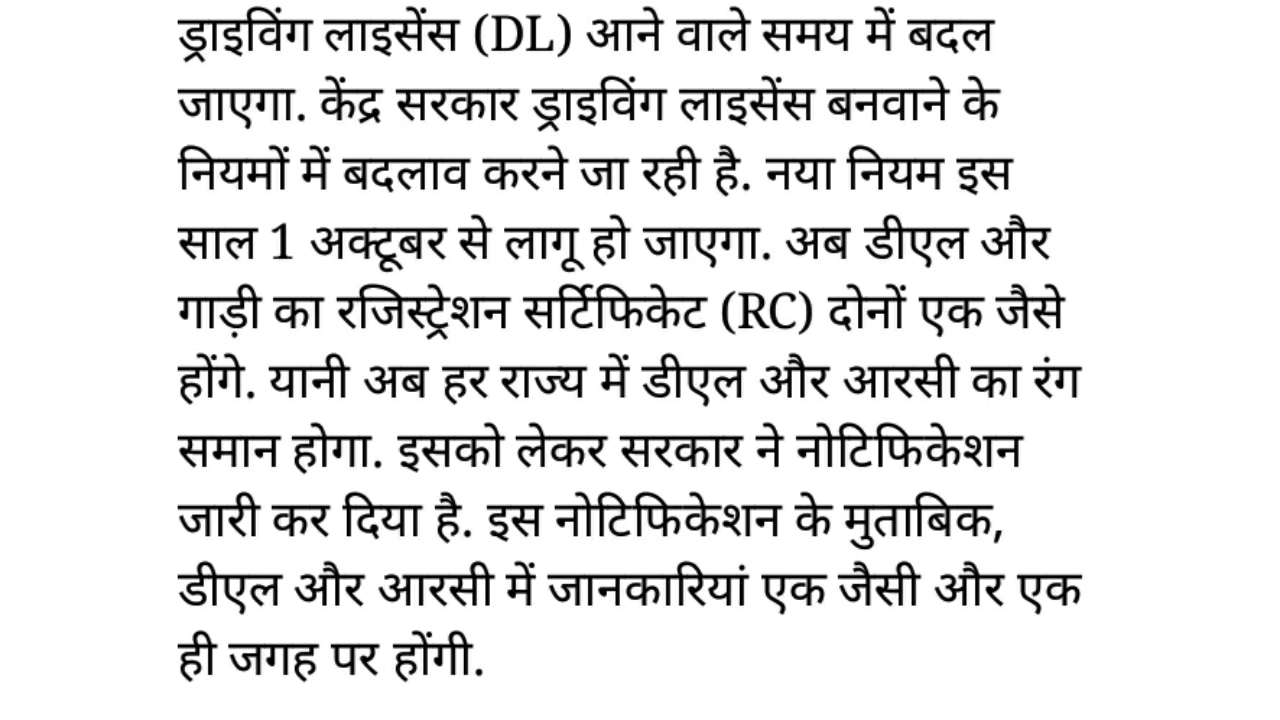 ड्राइविंग लाइसेंस (DL) आने वाले समय में बदल
जाएगा. केंद्र सरकार ड्राइविंग लाइसेंस बनवाने के
नियमों में बदलाव करने जा रही है. नया नियम इस
साल 1 अक्टूबर से लागू हो जाएगा. अब डीएल और
गाड़ी का रजिस्ट्रेशन सर्टिफिकेट (RC) दोनों एक जैसे
होंगे. यानी अब हर राज्य में डीएल और आरसी का रंग
समान होगा. इसको लेकर सरकार ने नोटिफिकेशन
जारी कर दिया है. इस नोटिफिकेशन के मुताबिक,
डीएल और आरसी में जानकारियां एक जैसी और एक
ही जगह पर होंगी.